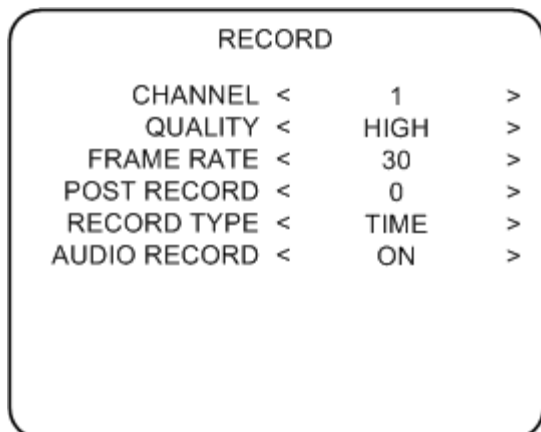 RECORD
CHANNEL < 1 >
QUALITY < HIGH >
FRAME RATE < 30 >
POST RECORD < 0 >
RECORD TYPE < TIME >
AUDIO RECORD < ON >